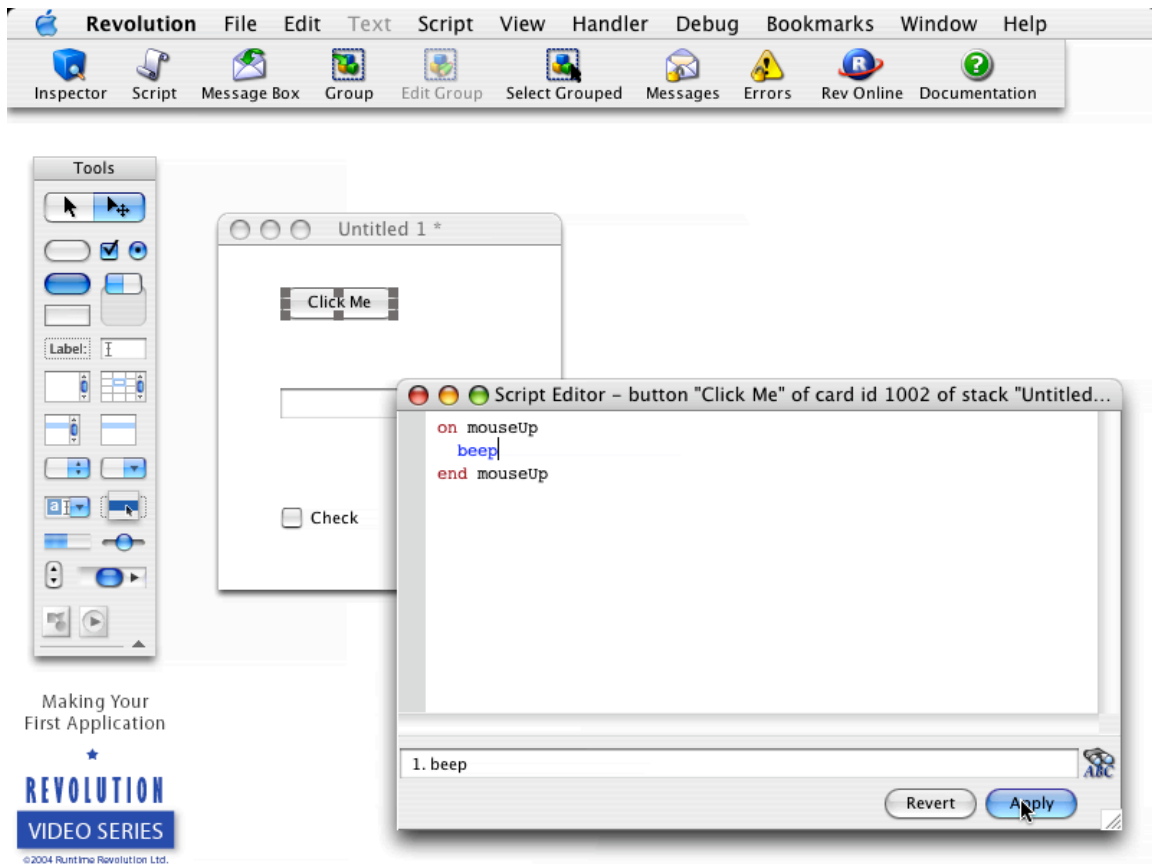 Revolution File Edit Text Script View Handler Debug Bookmarks Window Help
Inspector Script Message Box Group Edit Group Select Grouped Messages Errors Rev Online Documentation
Tools
Label:
Untitled 1 *
Click Me
Check
Script Editor – button "Click Me" of card id 1002 of stack "Untitled...
on mouseUp
beep
end mouseUp
1. beep
ABC
Revert Apply
Making Your
First Application
REVOLUTION
VIDEO SERIES
©2004 Runtime Revolution Ltd.